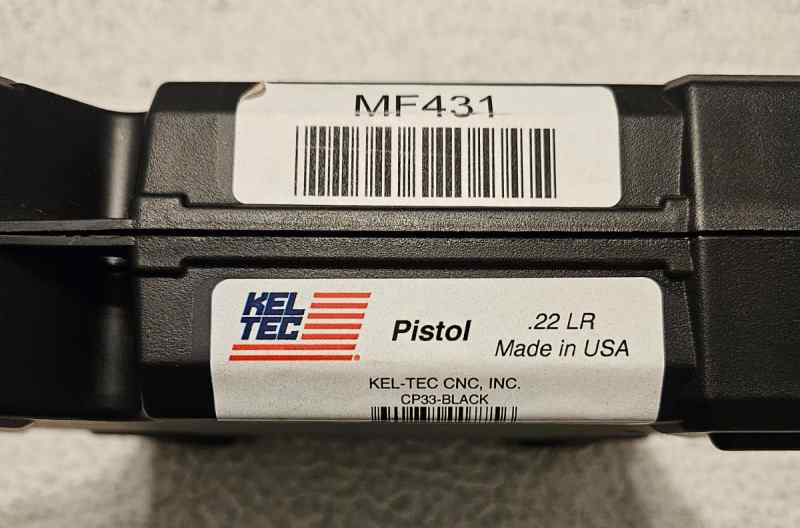 MF431
KEL
TEC
Pistol
.22 LR
Made in USA
KEL-TEC CNC, INC.
CP33-BLACK